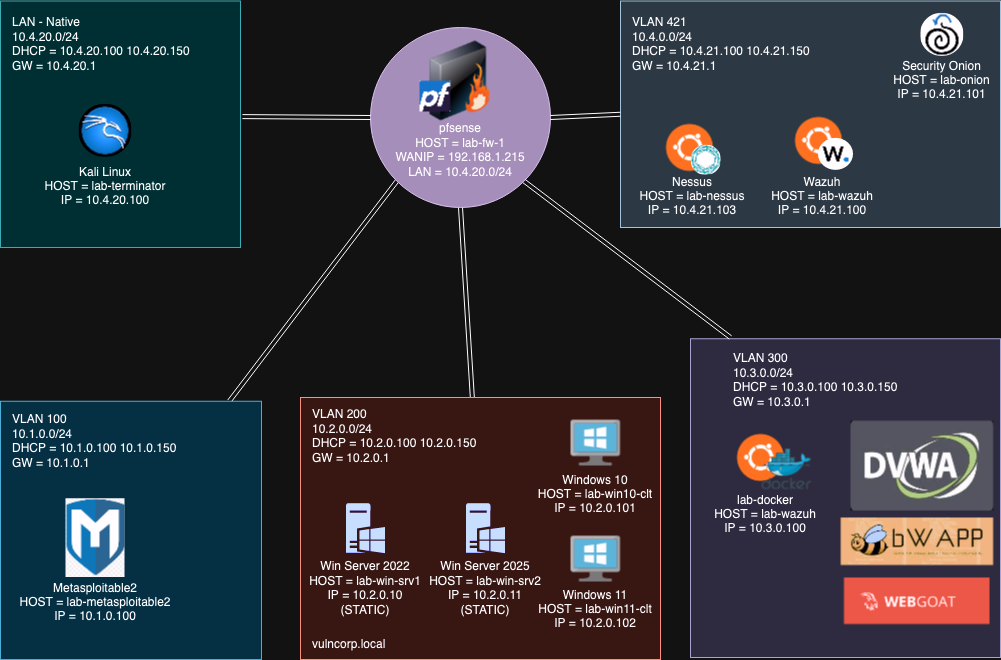 LAN - Native
10.4.20.0/24
DHCP = 10.4.20.100 10.4.20.150
GW = 10.4.20.1
Kali Linux
HOST = lab-terminator
IP = 10.4.20.100
pf
pfsense
HOST = lab-fw-1
WANIP = 192.168.1.215
LAN = 10.4.20.0/24
VLAN 421
10.4.0.0/24
DHCP = 10.4.21.100 10.4.21.150
GW = 10.4.21.1
Security Onion
HOST = lab-onion
IP = 10.4.21.101
Nessus
HOST = lab-nessus
IP = 10.4.21.103
W.
Wazuh
HOST = lab-wazuh
IP = 10.4.21.100
VLAN 100
10.1.0.0/24
DHCP = 10.1.0.100 10.1.0.150
GW = 10.1.0.1
M
Metasploitable2
HOST = lab-metasploitable2
IP = 10.1.0.100
VLAN 200
10.2.0.0/24
DHCP = 10.2.0.100 10.2.0.150
GW = 10.2.0.1
Windows 10
HOST = lab-win10-clt
IP = 10.2.0.101
Win Server 2022
HOST = lab-win-srv1
IP = 10.2.0.10
(STATIC)
Win Server 2025
HOST = lab-win-srv2
IP = 10.2.0.11
(STATIC)
Windows 11
HOST = lab-win11-clt
IP = 10.2.0.102
vulncorp.local
VLAN 300
10.3.0.0/24
DHCP = 10.3.0.100 10.3.0.150
GW = 10.3.0.1
docker
lab-docker
HOST = lab-wazuh
IP = 10.3.0.100
DVWA
bWAPP
WEBGOAT